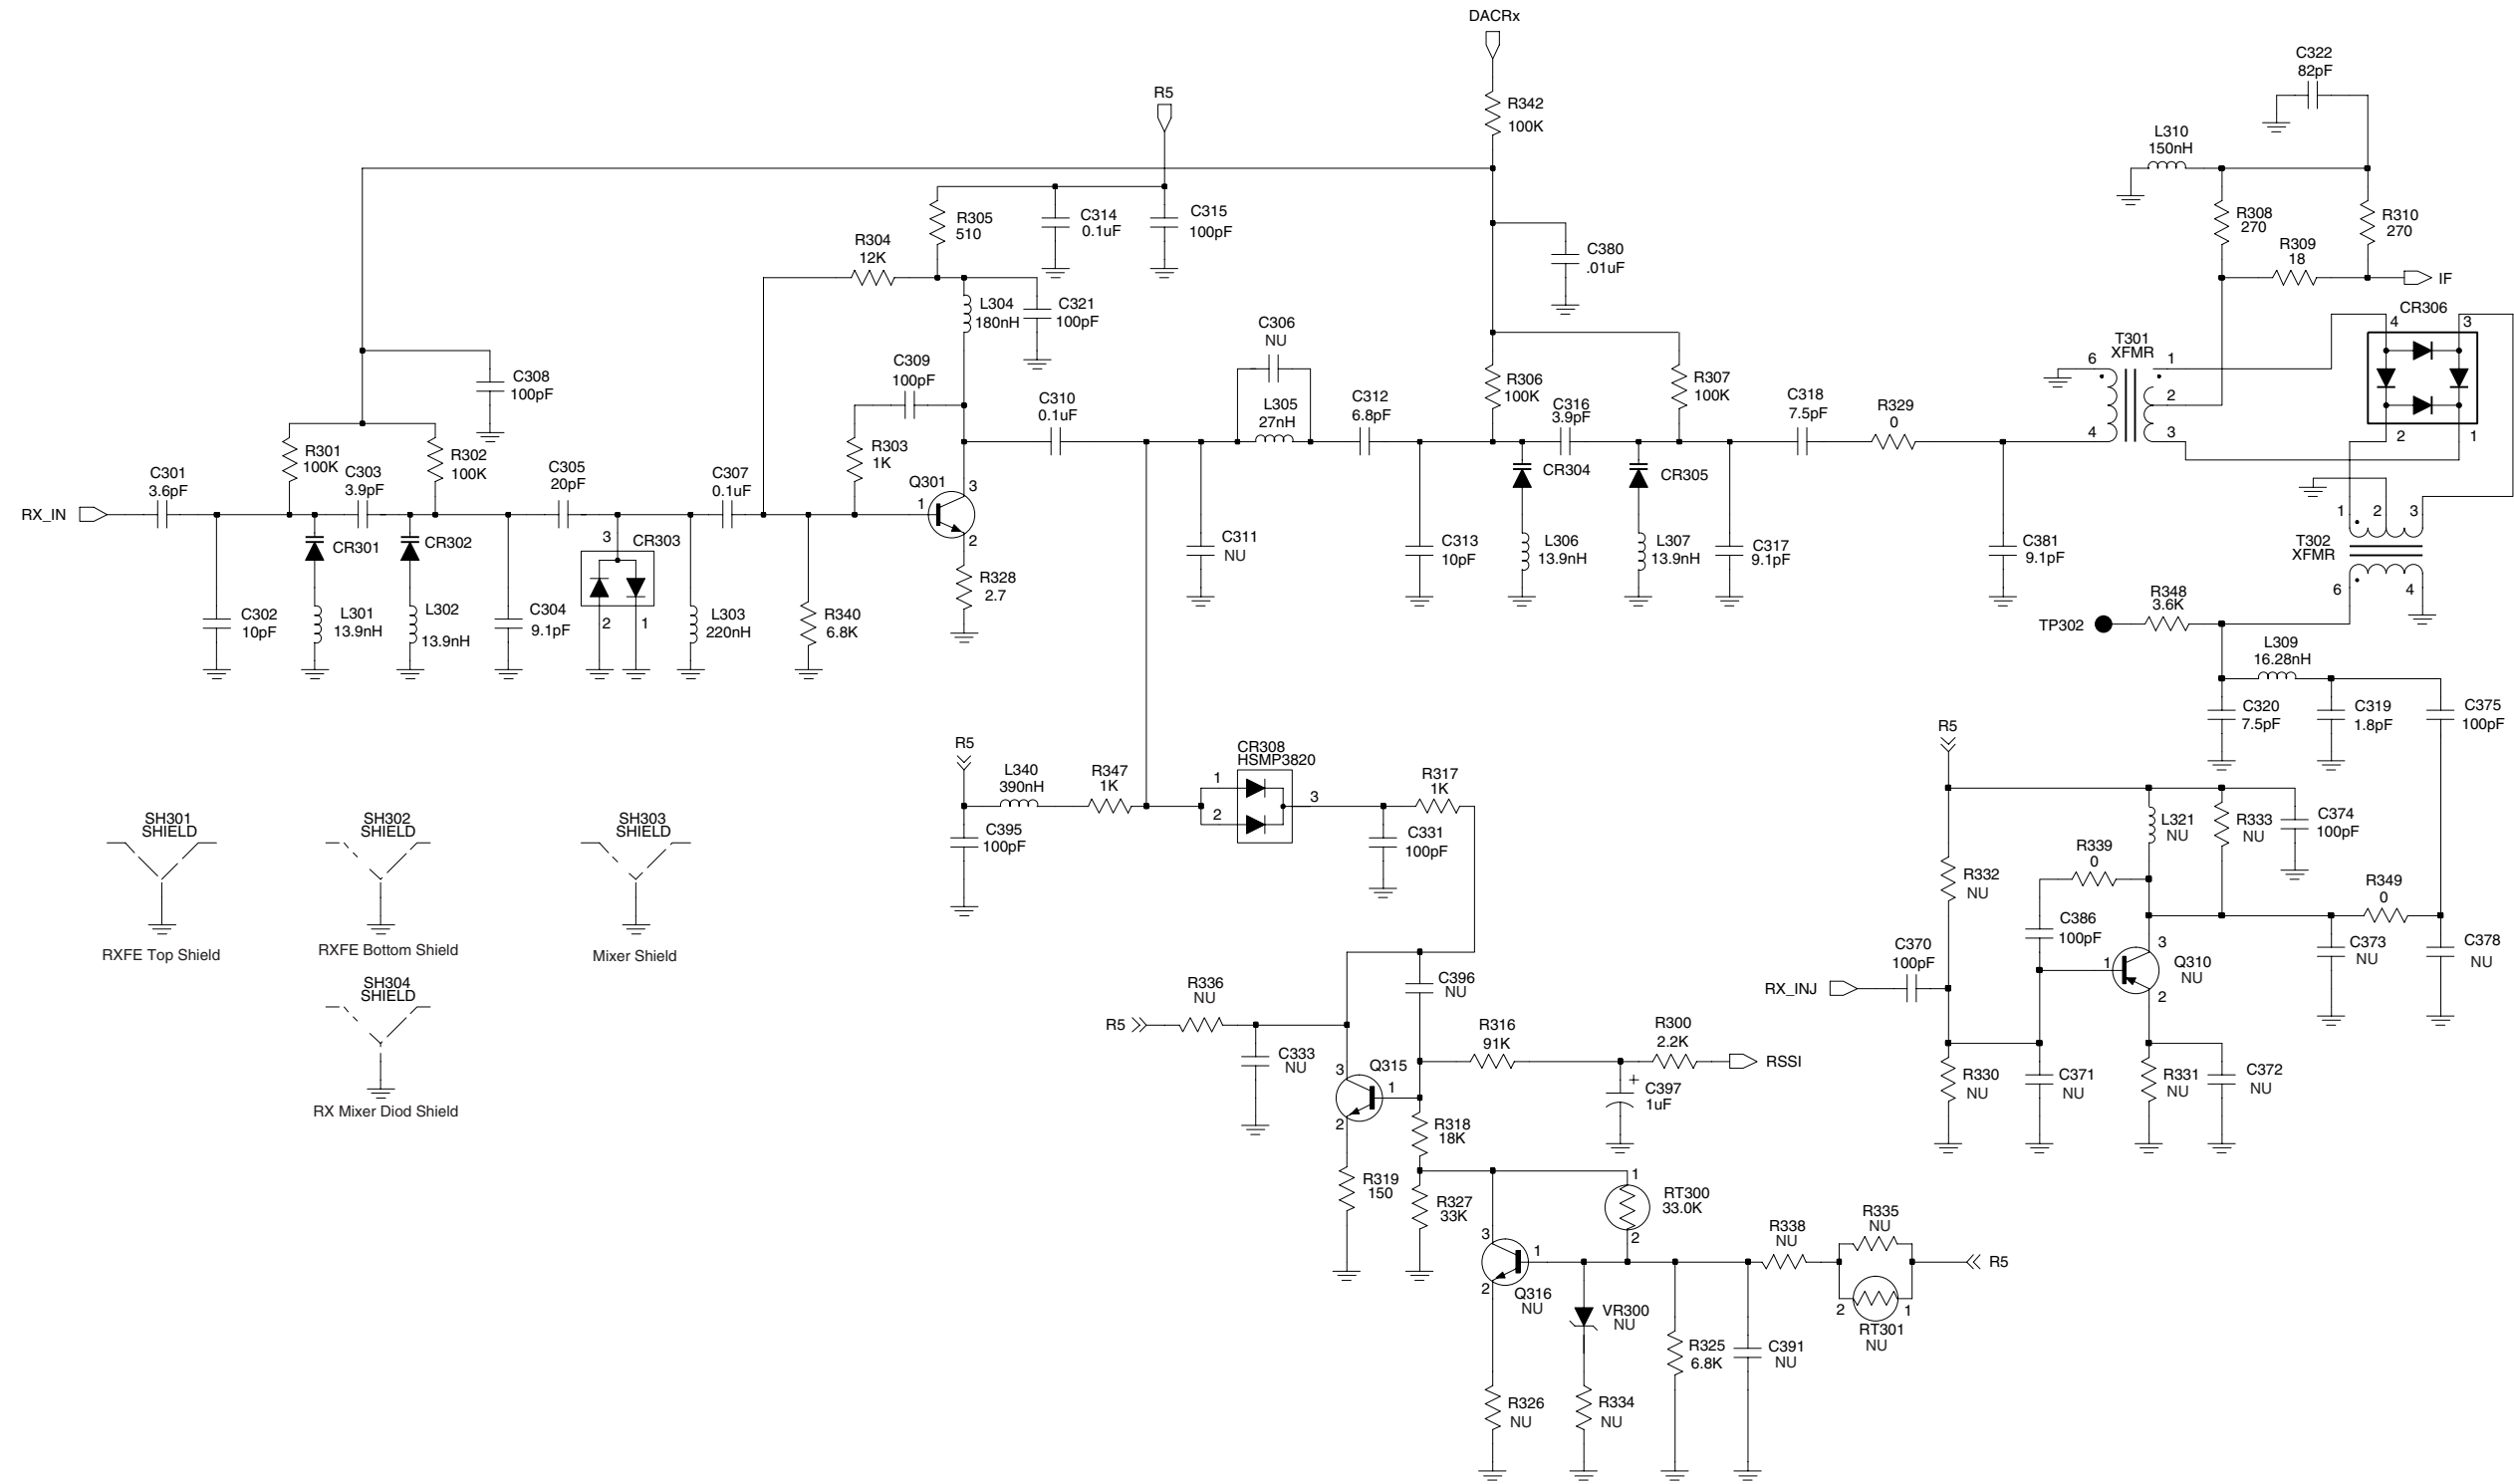 DACRx
R342
100K
R5
C322
82pF
L310
150nH
R308
270
R310
270
R309
18
IF
R305
510
C314
0.1uF
C315
100pF
R304
12K
C380
.01uF
L304
180nH
C321
100pF
C306
NU
L305
27nH
C309
100pF
R303
1K
C308
100pF
R301
100K
R302
100K
C301
3.6pF
C303
3.9pF
C305
20pF
C307
0.1uF
RX_IN
CR301
CR302
3
CR303
2
1
C302
10pF
L301
13.9nH
L302
13.9nH
C304
9.1pF
L303
220nH
R340
6.8K
Q301
1
3
2
R328
2.7
C310
0.1uF
C312
6.8pF
R306
100K
C316
3.9pF
R307
100K
C318
7.5pF
R329
0
CR304
CR305
C311
NU
C313
10pF
L306
13.9nH
L307
13.9nH
C317
9.1pF
C381
9.1pF
T301
XFMR
6
1
2
4
3
CR306
4
3
2
1
1
2
3
T302
XFMR
6
4
R348
3.6K
TP302
L309
16.28nH
C320
7.5pF
C319
1.8pF
C375
100pF
R5
L340
390nH
R347
1K
CR308
HSMP3820
1
2
3
R317
1K
C395
100pF
C331
100pF
R5
L321
NU
R333
NU
C374
100pF
R339
0
R332
NU
R349
0
C386
100pF
C370
100pF
RX_INJ
1
3
Q310
NU
2
C373
NU
C378
NU
R330
NU
C371
NU
R331
NU
C372
NU
SH301
SHIELD
RXFE Top Shield
SH302
SHIELD
RXFE Bottom Shield
SH303
SHIELD
Mixer Shield
SH304
SHIELD
RX Mixer Diod Shield
R336
NU
R5
C333
NU
C396
NU
R316
91K
R300
2.2K
RSSI
Q315
3
1
2
C397
1uF
+
R318
18K
R319
150
R327
33K
1
RT300
33.0K
2
3
1
2
Q316
NU
R338
NU
R335
NU
R5
2
1
RT301
NU
VR300
NU
R325
6.8K
C391
NU
R326
NU
R334
NU